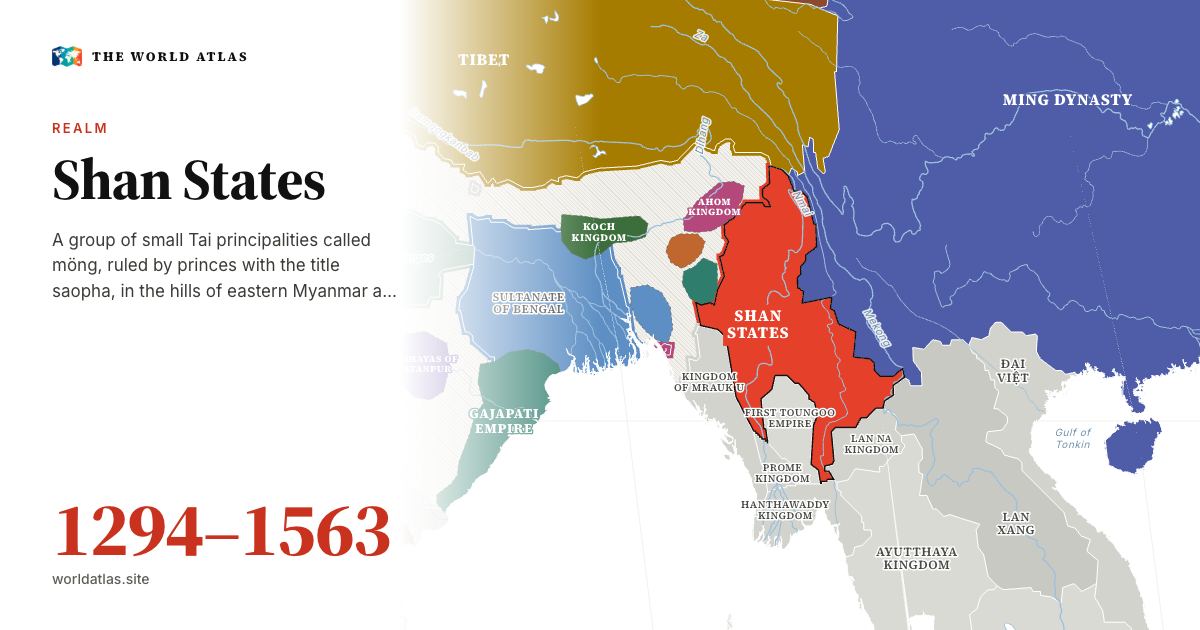 THE WORLD ATLAS
REALM
Shan States
A group of small Tai principalities called
möng, ruled by princes with the title
saopha, in the hills of eastern Myanmar a...
1294–1563
worldatlas.site
TIBET
Za
MING DYNASTY
Dihang
AHOM
KINGDOM
Nmai
KOCH
KINGDOM
SULTANATE
OF BENGAL
SHAN
STATES
Mekong
ĐẠI
VIỆT
KINGDOM
OF MRAUK U
GAJAPATI
EMPIRE
FIRST TOUNGOO
EMPIRE
Gulf of
Tonkin
LAN NA
KINGDOM
PROME
KINGDOM
HANTHAWADDY
KINGDOM
LAN
XANG
AYUTTHAYA
KINGDOM